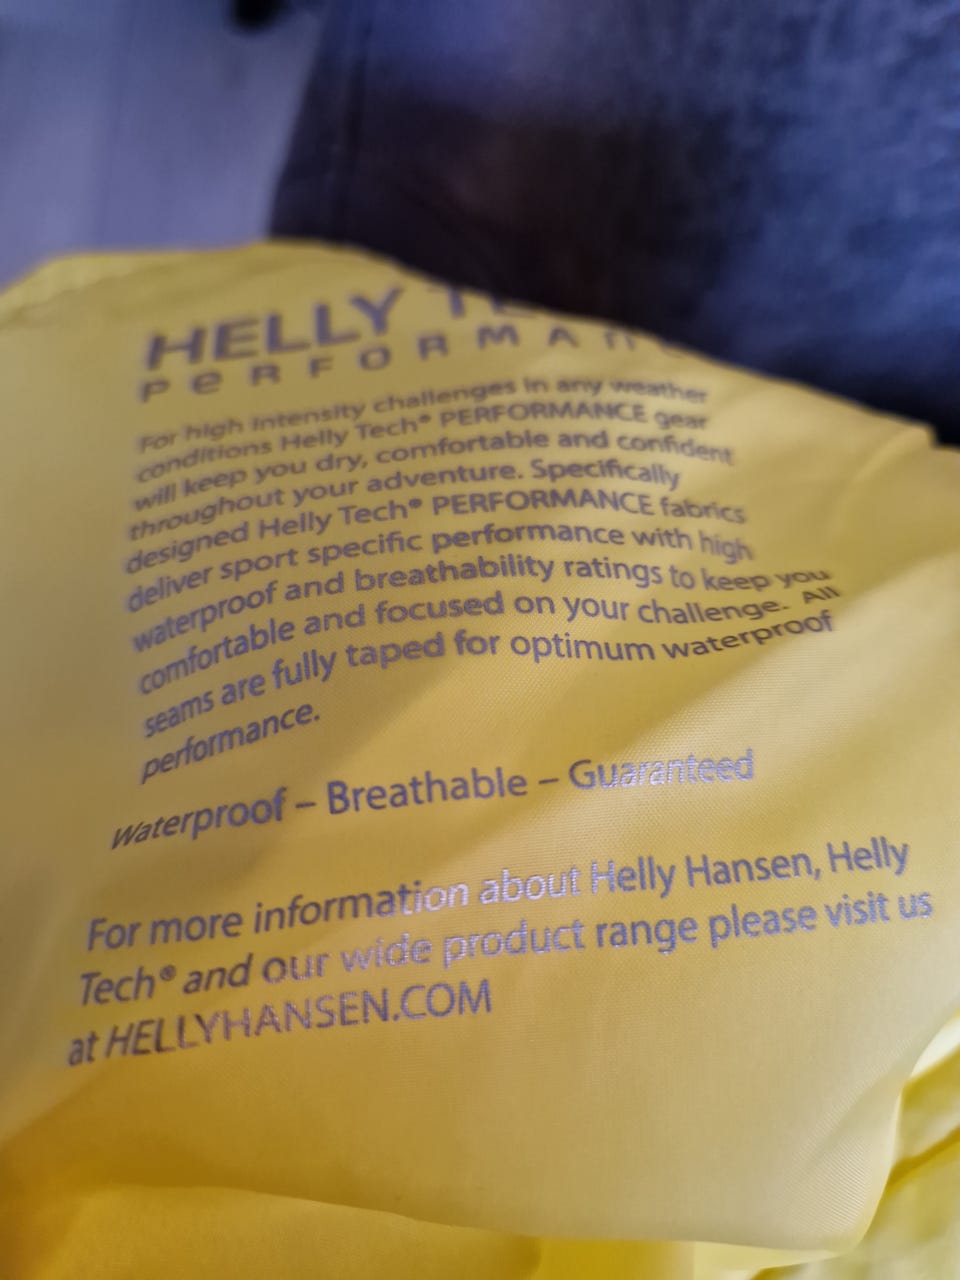 HELLY
PERFORMAN
For high intensity challenges in any weather
conditions Helly Tech® PERFORMANCE gear
will keep you dry, comfortable and confident
throughout your adventure. Specifically
designed Helly Tech® PERFORMANCE fabrics
deliver sport specific performance with high
waterproof and breathability ratings to keep you
comfortable and focused on your challenge. All
seams are fully taped for optimum waterproof
performance.
Waterproof – Breathable – Guaranteed
For more information about Helly Hansen, Helly
Tech® and our wide product range please visit us
at HELLYHANSEN.COM